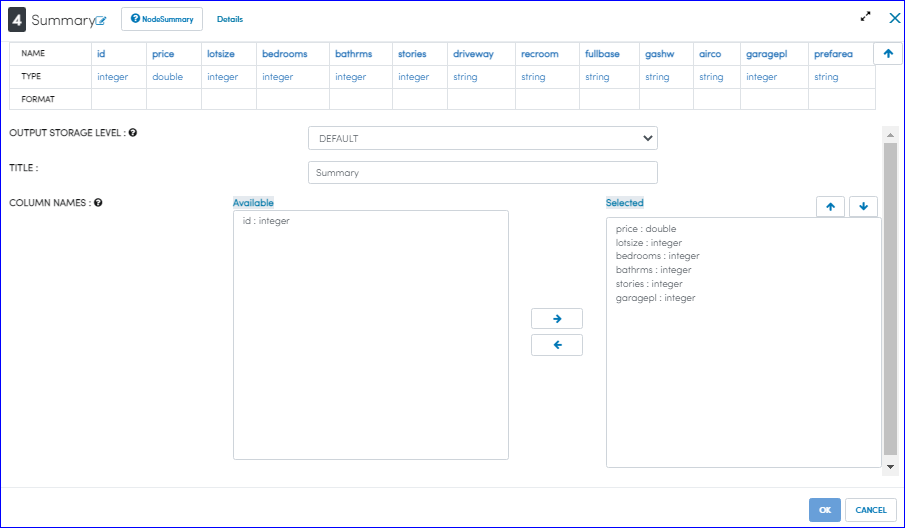 4 Summary NodeSummary Details
NAME id price lotsize bedrooms bathrms stories driveway recroom fullbase gashw airco garagepl prefarea
TYPE integer double integer integer integer integer string string string string string integer string
FORMAT
OUTPUT STORAGE LEVEL : DEFAULT
TITLE : Summary
COLUMN NAMES : Available Selected
id : integer
price : double
lotsize : integer
bedrooms : integer
bathrms : integer
stories : integer
garagepl : integer
OK CANCEL